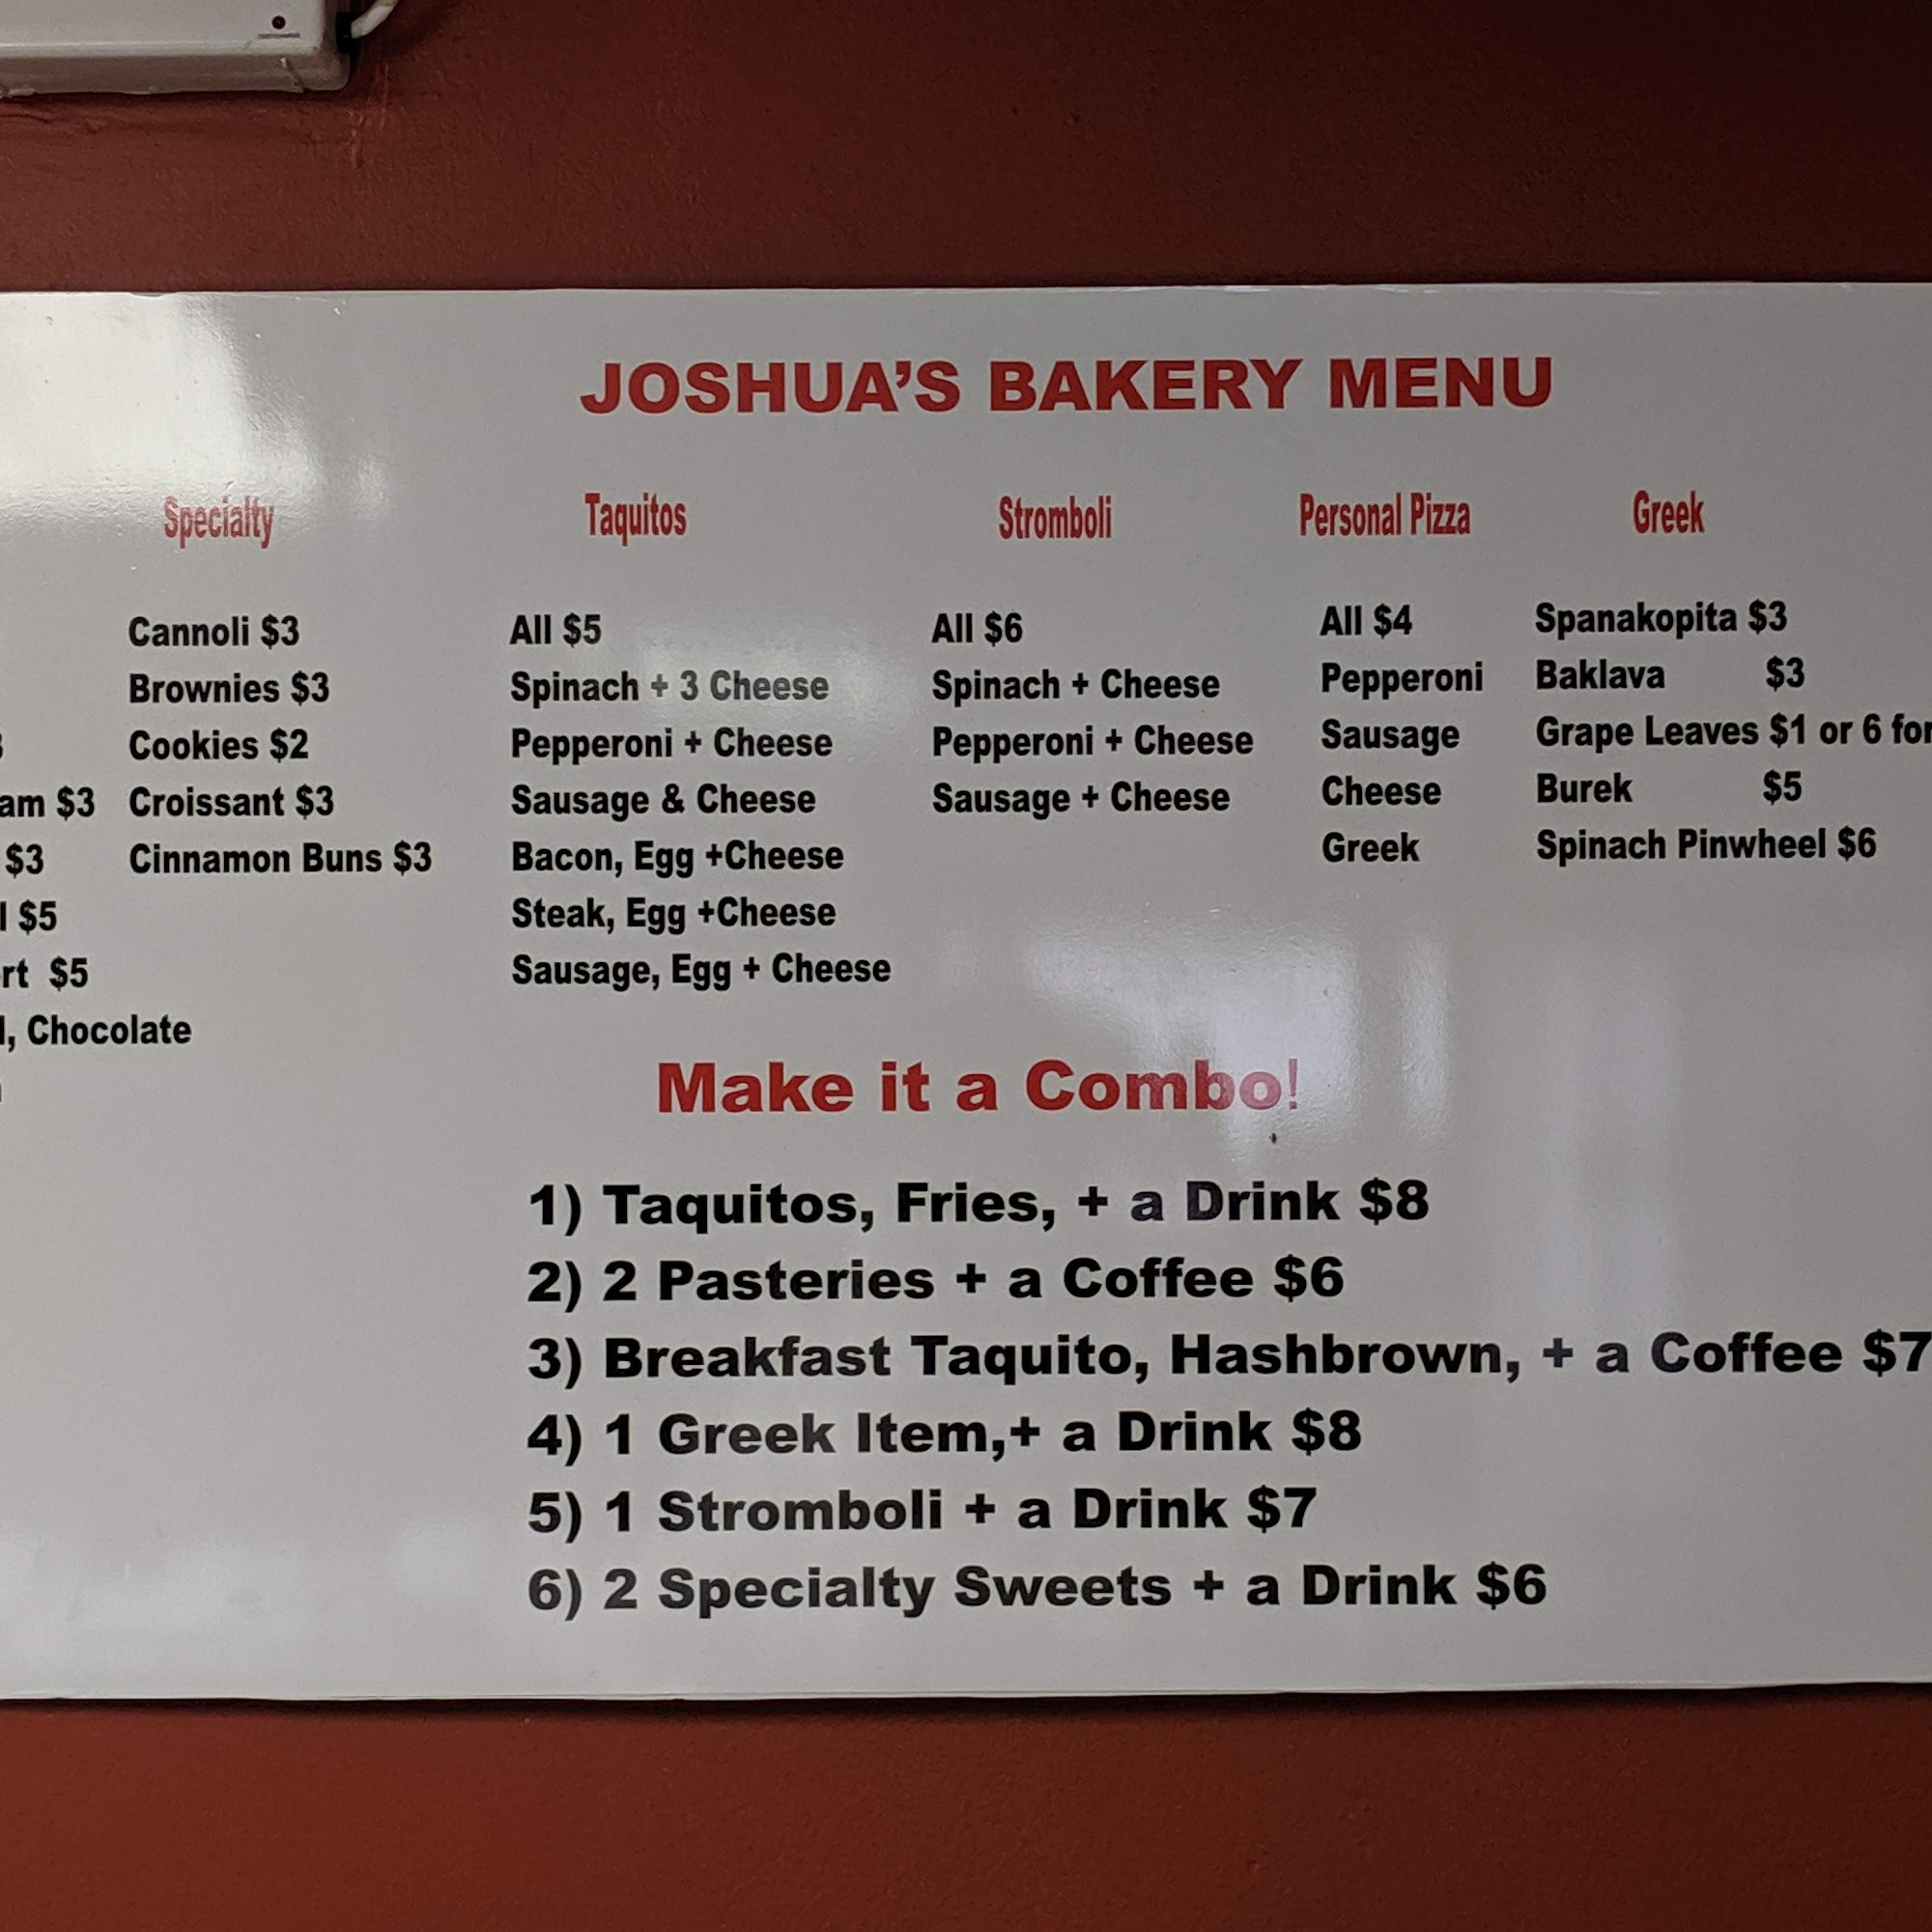 JOSHUA'S BAKERY MENU
Specialty
Cannoli $3
Brownies $3
Cookies $2
Croissant $3
Cinnamon Buns $3
$3
$3
$5
$5
Chocolate
Taquitos
All $5
Spinach + 3 Cheese
Pepperoni + Cheese
Sausage & Cheese
Bacon, Egg +Cheese
Steak, Egg +Cheese
Sausage, Egg + Cheese
Stromboli
All $6
Spinach + Cheese
Pepperoni + Cheese
Sausage + Cheese
Personal Pizza
All $4
Pepperoni
Sausage
Cheese
Greek
Greek
Spanakopita $3
Baklava $3
Grape Leaves $1 or 6 for
Burek $5
Spinach Pinwheel $6
Make it a Combo!
1) Taquitos, Fries, + a Drink $8
2) 2 Pasteries + a Coffee $6
3) Breakfast Taquito, Hashbrown, + a Coffee $7
4) 1 Greek Item,+ a Drink $8
5) 1 Stromboli + a Drink $7
6) 2 Specialty Sweets + a Drink $6